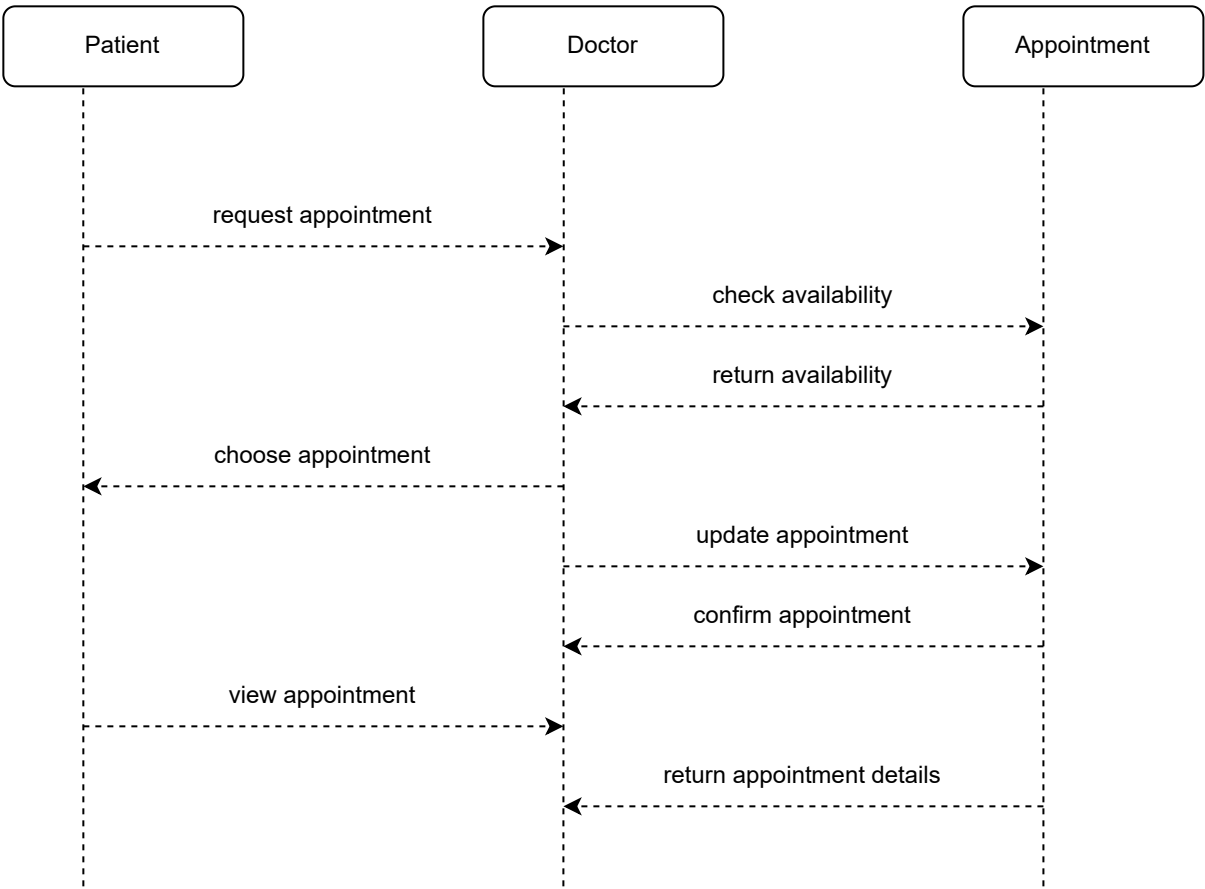 Patient
Doctor
Appointment
request appointment
check availability
return availability
choose appointment
update appointment
confirm appointment
view appointment
return appointment details